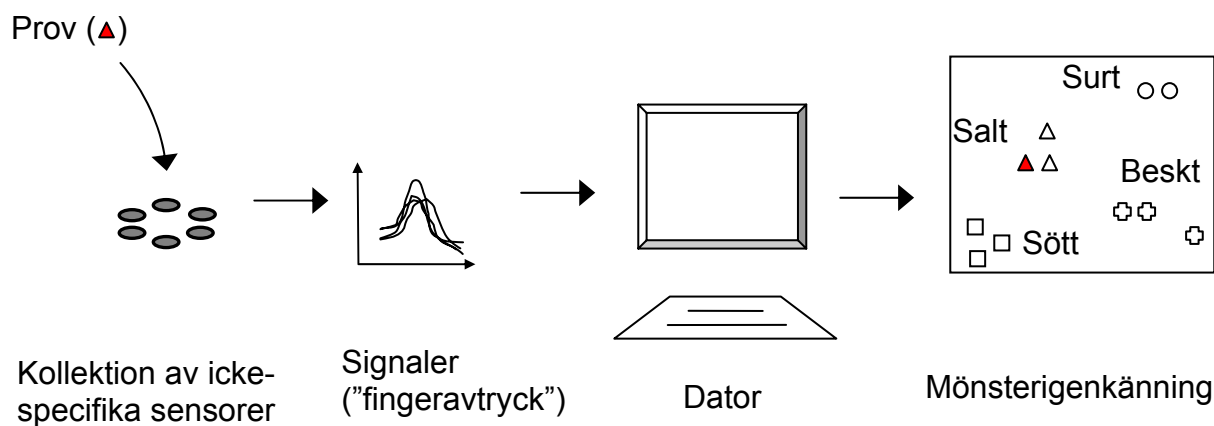 Prov (▲)
Surt
Salt
Beskt
Sött
Kollektion av icke-
specifika sensorer
Signaler
(”fingeravtryck”)
Dator
Mönsterigenkänning